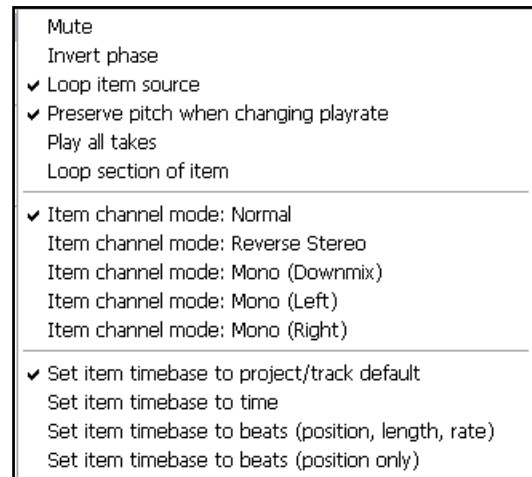 Mute
Invert phase
Loop item source
Preserve pitch when changing playrate
Play all takes
Loop section of item
Item channel mode: Normal
Item channel mode: Reverse Stereo
Item channel mode: Mono (Downmix)
Item channel mode: Mono (Left)
Item channel mode: Mono (Right)
Set item timebase to project/track default
Set item timebase to time
Set item timebase to beats (position, length, rate)
Set item timebase to beats (position only)